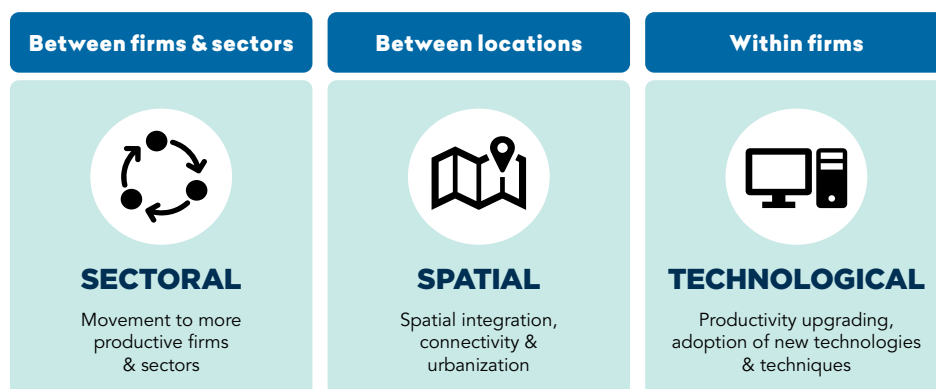 Between firms & sectors
Between locations
Within firms
SECTORAL
Movement to more
productive firms
& sectors
SPATIAL
Spatial integration,
connectivity &
urbanization
TECHNOLOGICAL
Productivity upgrading,
adoption of new technologies
& techniques